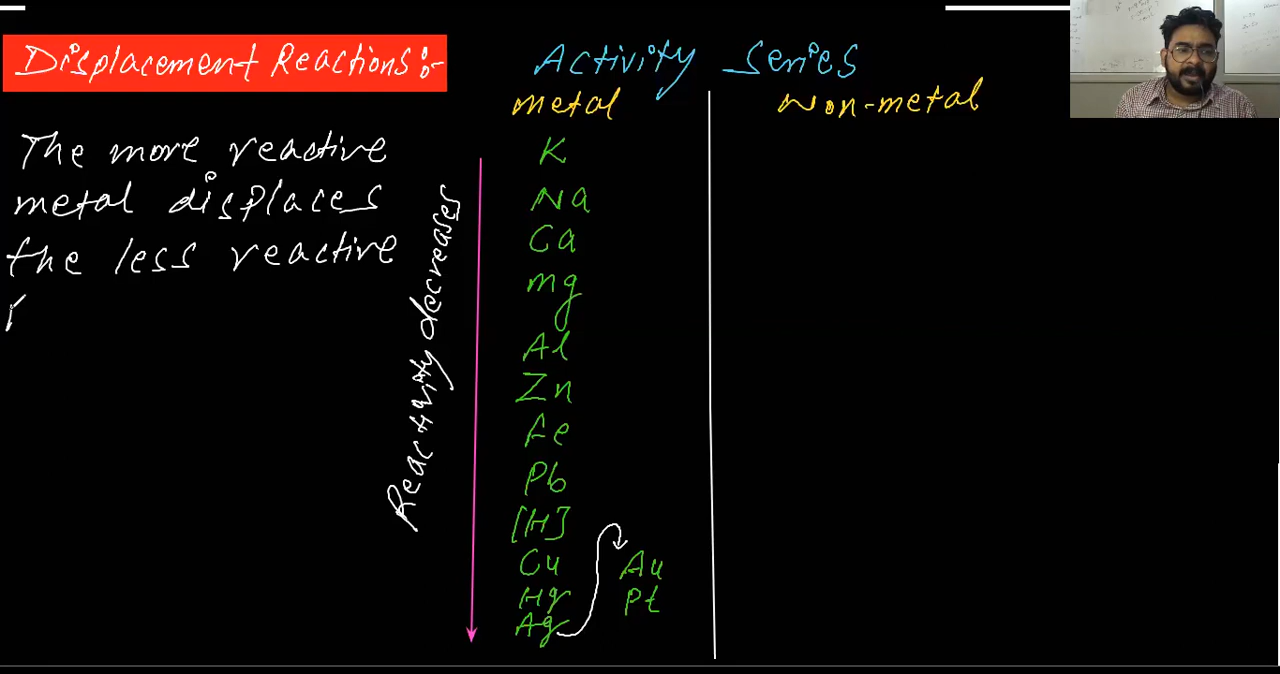 Displacement Reactions:-
The more reactive
metal displaces
the less reactive
Activity Series
metal
Non-metal
Reactivity decreases
K
Na
Ca
mg
Al
Zn
Fe
Pb
[H]
Cu
Hg
Ag
Au
Pt